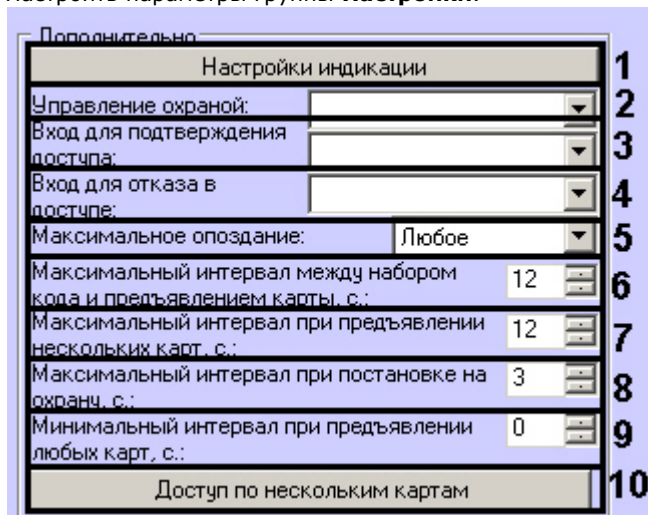 Настроить параметры группы Настройки.
Дополнительно
Настройки индикации 1
Управление охраной: 2
Вход для подтверждения
доступа: 3
Вход для отказа в
доступе: 4
Максимальное опоздание: Любое 5
Максимальный интервал между набором
кода и предъявлением карты, с.: 12 6
Максимальный интервал при предъявлении
нескольких карт, с.: 12 7
Максимальный интервал при постановке на
охрану, с.: 3 8
Минимальный интервал при предъявлении
любых карт, с.: 0 9
Доступ по нескольким картам 10